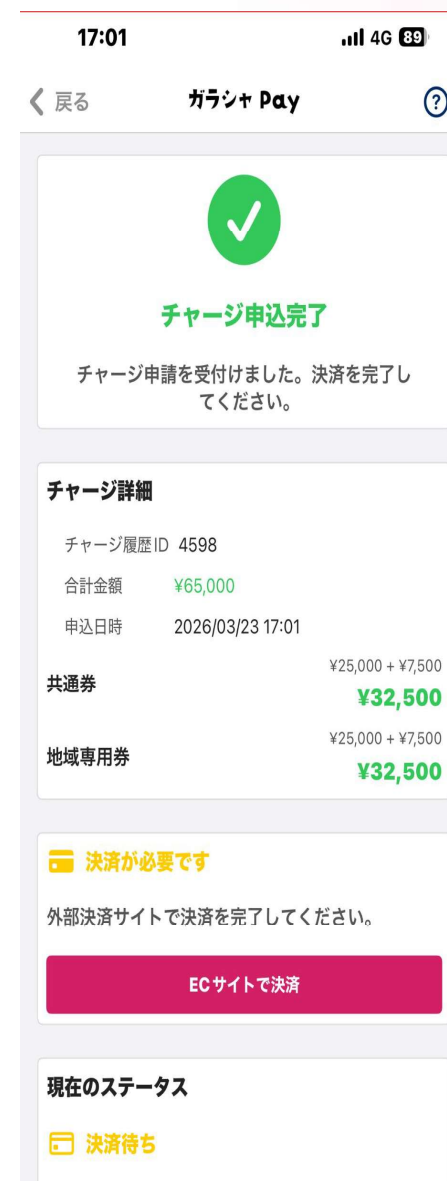 17:01
4G 89
戻る
ガラシャ Pay
?
チャージ申込完了
チャージ申請を受付けました。決済を完了し
てください。
チャージ詳細
チャージ履歴ID 4598
合計金額 ¥65,000
申込日時 2026/03/23 17:01
共通券
¥25,000 + ¥7,500
¥32,500
地域専用券
¥25,000 + ¥7,500
¥32,500
決済が必要です
外部決済サイトで決済を完了してください。
ECサイトで決済
現在のステータス
決済待ち